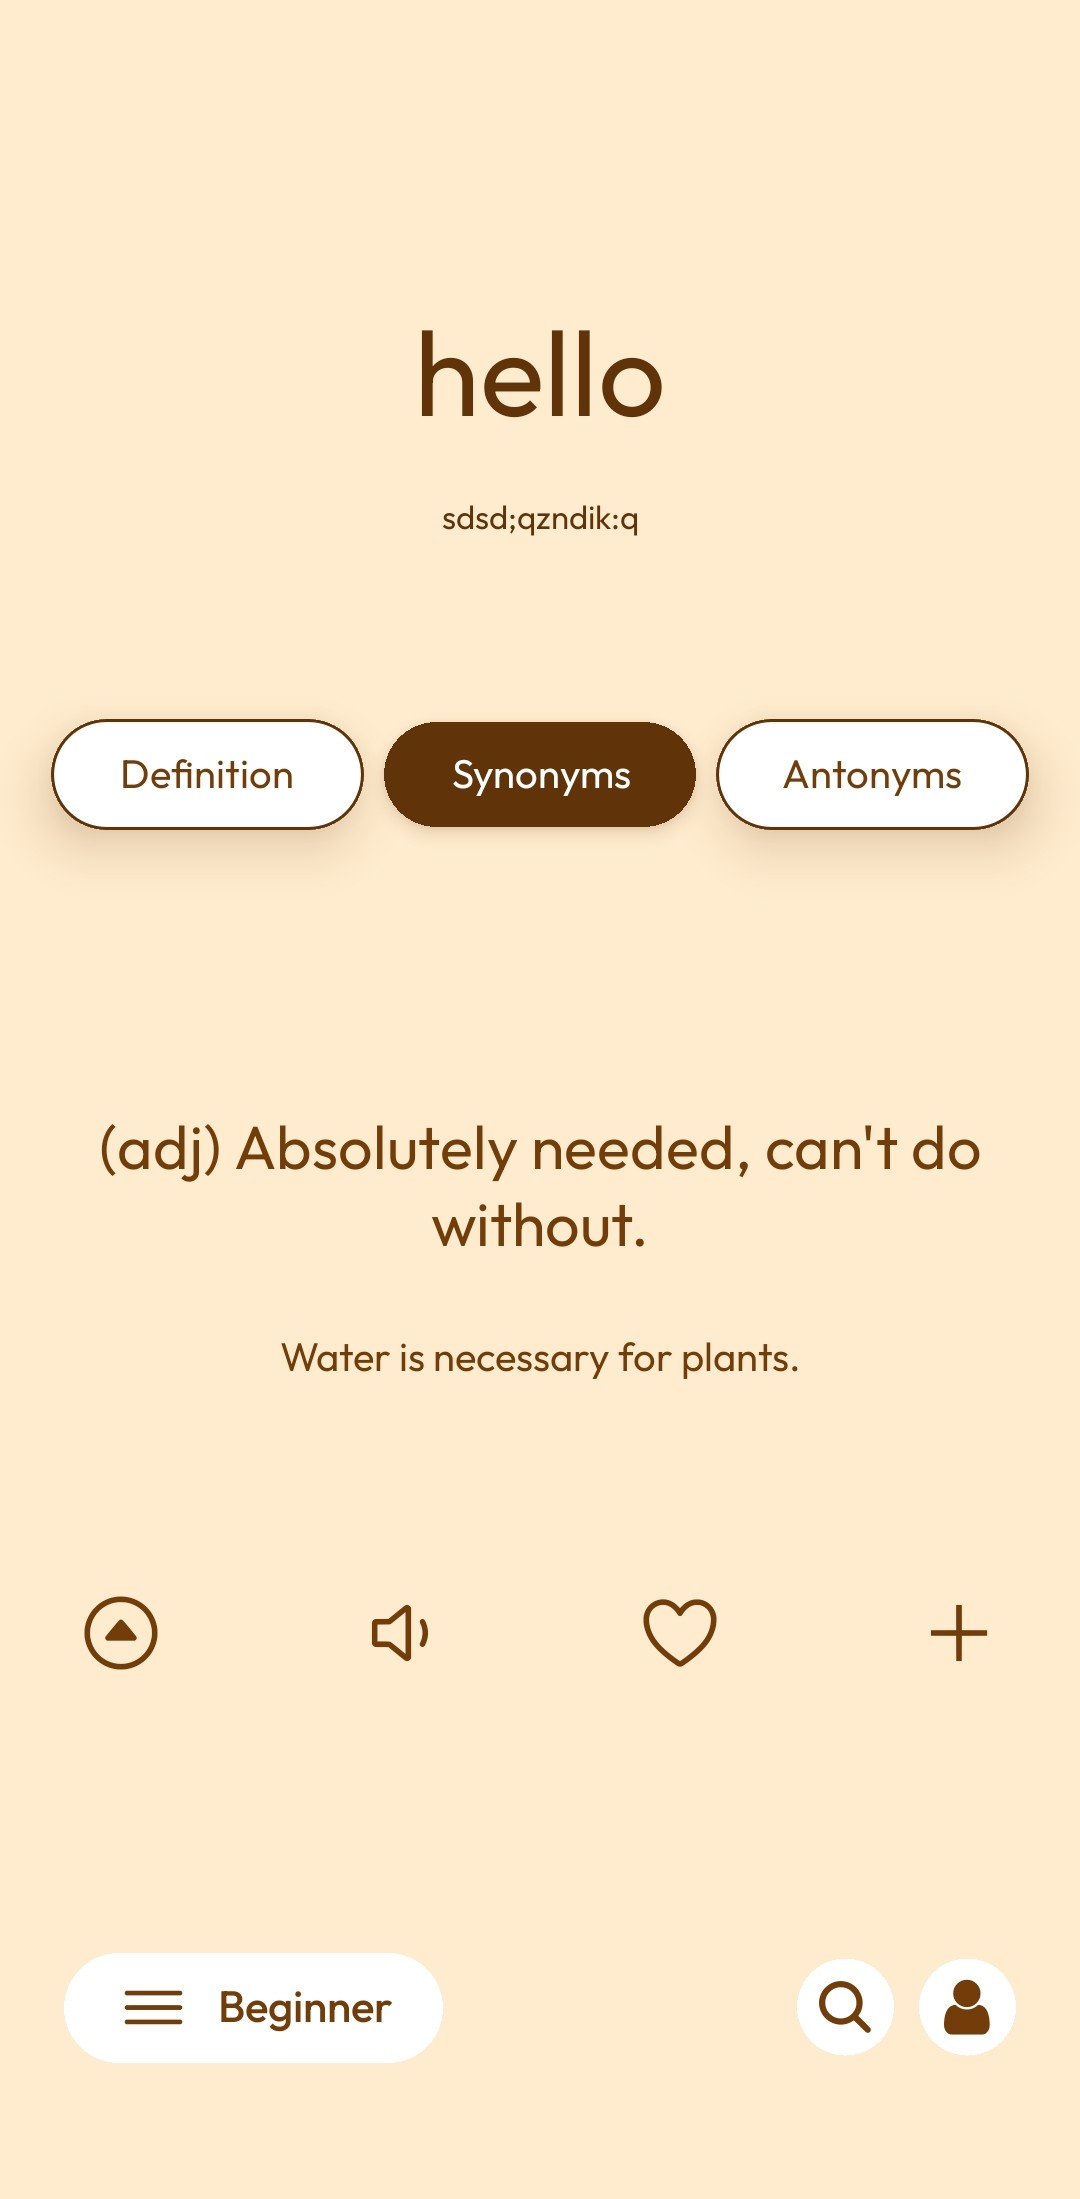 hello
sdsd;qzndik:q
Definition
Synonyms
Antonyms
(adj) Absolutely needed, can't do
without.
Water is necessary for plants.
Beginner